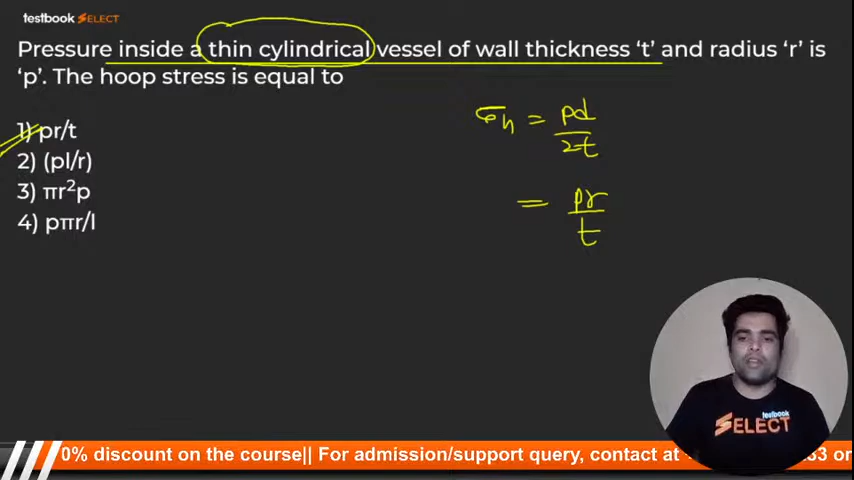 testbook SELECT
Pressure inside a thin cylindrical vessel of wall thickness ‘t’ and radius ‘r’ is
‘p’. The hoop stress is equal to
1) pr/t
2) (pl/r)
3) πr²p
4) pπr/l
σh = pd/2t
= pr/t
testbook
SELECT
0% discount on the course|| For admission/support query, contact at